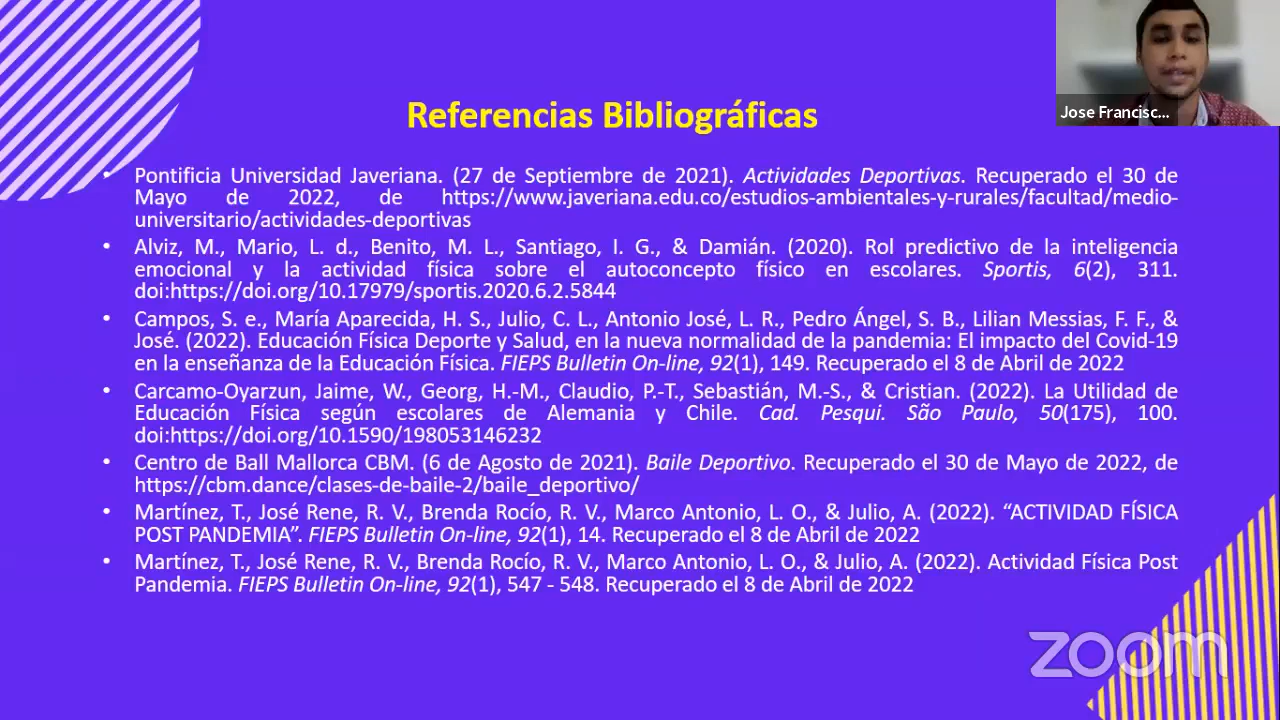 Jose Francisc...
Referencias Bibliográficas
• Pontificia Universidad Javeriana. (27 de Septiembre de 2021). Actividades Deportivas. Recuperado el 30 de
Mayo de 2022, de https://www.javeriana.edu.co/estudios-ambientales-y-rurales/facultad/medio-
universitario/actividades-deportivas
• Alviz, M., Mario, L. d., Benito, M. L., Santiago, I. G., & Damián. (2020). Rol predictivo de la inteligencia
emocional y la actividad física sobre el autoconcepto físico en escolares. Sportis, 6(2), 311.
doi:https://doi.org/10.17979/sportis.2020.6.2.5844
• Campos, S. e., María Aparecida, H. S., Julio, C. L., Antonio José, L. R., Pedro Ángel, S. B., Lilian Messias, F. F., &
José. (2022). Educación Física Deporte y Salud, en la nueva normalidad de la pandemia: El impacto del Covid-19
en la enseñanza de la Educación Física. FIEPS Bulletin On-line, 92(1), 149. Recuperado el 8 de Abril de 2022
• Carcamo-Oyarzun, Jaime, W., Georg, H.-M., Claudio, P.-T., Sebastián, M.-S., & Cristian. (2022). La Utilidad de
Educación Física según escolares de Alemania y Chile. Cad. Pesqui. São Paulo, 50(175), 100.
doi:https://doi.org/10.1590/198053146232
• Centro de Ball Mallorca CBM. (6 de Agosto de 2021). Baile Deportivo. Recuperado el 30 de Mayo de 2022, de
https://cbm.dance/clases-de-baile-2/baile_deportivo/
• Martínez, T., José Rene, R. V., Brenda Rocío, R. V., Marco Antonio, L. O., & Julio, A. (2022). “ACTIVIDAD FÍSICA
POST PANDEMIA”. FIEPS Bulletin On-line, 92(1), 14. Recuperado el 8 de Abril de 2022
• Martínez, T., José Rene, R. V., Brenda Rocío, R. V., Marco Antonio, L. O., & Julio, A. (2022). Actividad Física Post
Pandemia. FIEPS Bulletin On-line, 92(1), 547 - 548. Recuperado el 8 de Abril de 2022
zoom